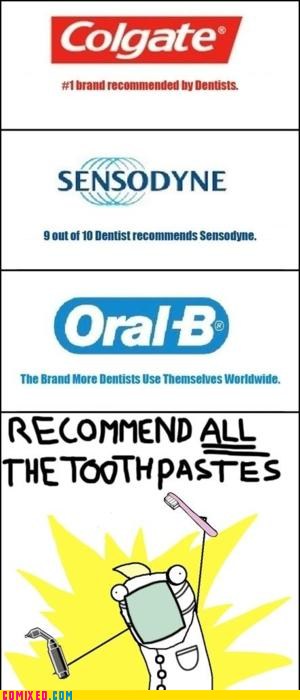 Colgate®
#1 brand recommended by Dentists.
SENSODYNE
9 out of 10 Dentist recommends Sensodyne.
Oral-B®
The Brand More Dentists Use Themselves Worldwide.
RECOMMEND ALL
THE TOOTHPASTES
COMIXED.COM